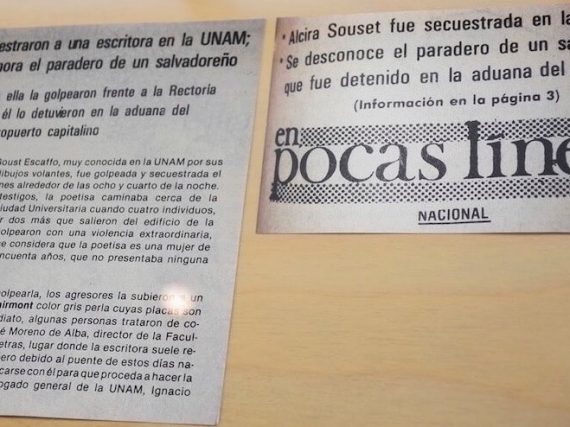 estraron a una escritora en la UNAM;
nora el paradero de un salvadoreño
ella la golpearon frente a la Rectoría
él lo detuvieron en la aduana del
opuerto capitalino
Soust Escaffo, muy conocida en la UNAM por sus
dibujos volantes, fue golpeada y secuestrada el
nes alrededor de las ocho y cuarto de la noche.
estigos, la poetisa caminaba cerca de la
iudad Universitaria cuando cuatro individuos,
r dos más que salieron del edificio de la
golpearon con una violencia extraordinaria,
e considera que la poetisa es una mujer de
ncuenta años, que no presentaba ninguna
olpearla, los agresores la subieron a un
airmont color gris perla cuyas placas son
diato, algunas personas trataron de co-
é Moreno de Alba, director de la Facul-
etras, lugar donde la escritora suele re-
ero debido al puente de estos días na-
carse con él para que proceda a hacer la
ogado general de la UNAM, Ignacio
• Alcira Souset fue secuestrada en la
• Se desconoce el paradero de un sa
que fue detenido en la aduana del
(Información en la página 3)
en
pocas líne
NACIONAL